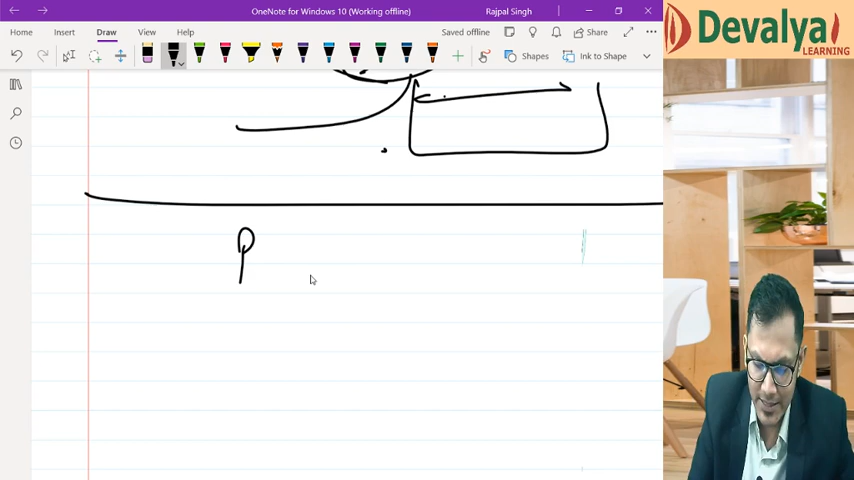 OneNote for Windows 10 (Working offline)
Rajpal Singh
Home Insert Draw View Help
Saved offline
Share
Shapes
Ink to Shape
Devalya
LEARNING
P